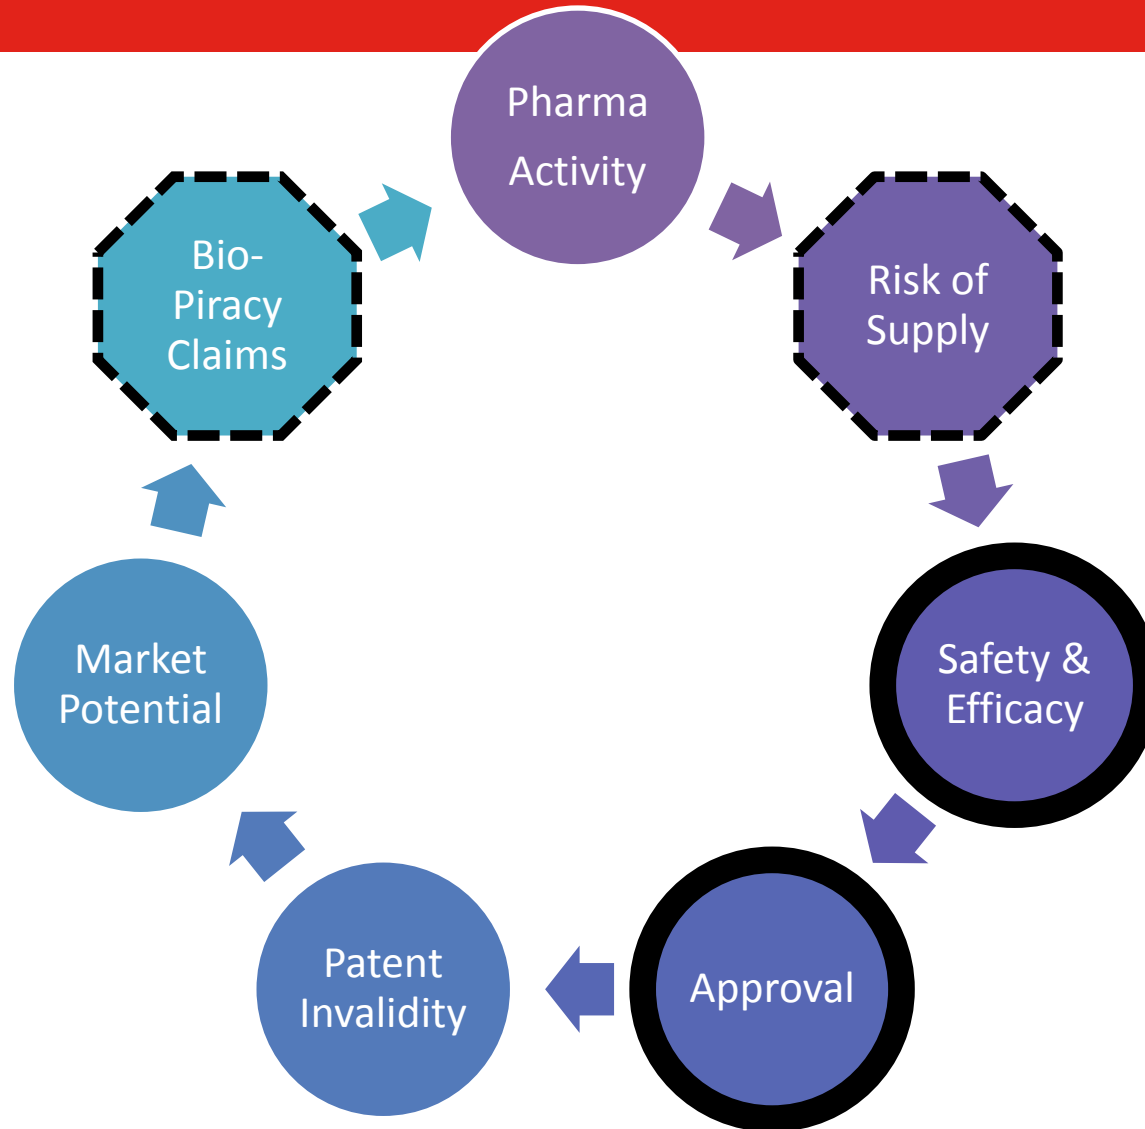 Pharma
Activity
Risk of
Supply
Safety &
Efficacy
Approval
Patent
Invalidity
Market
Potential
Bio-
Piracy
Claims